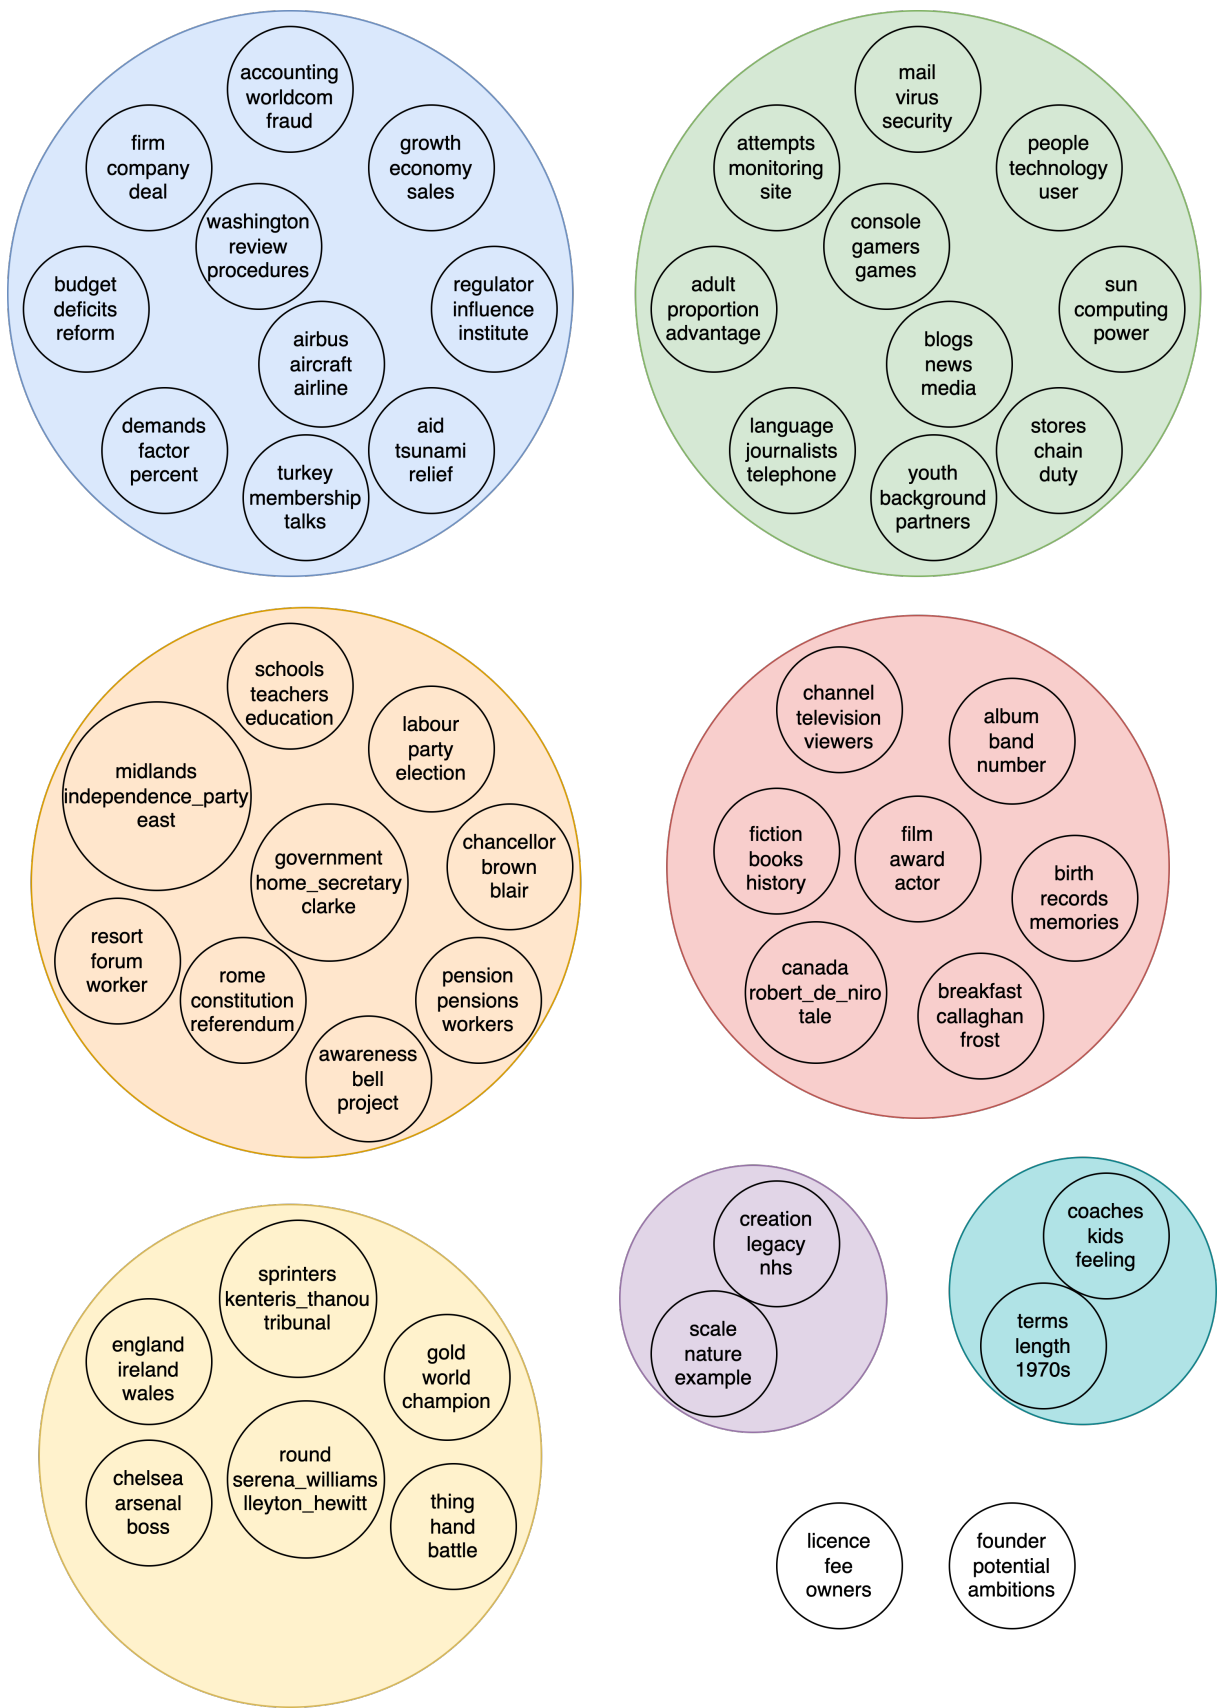 accounting
worldcom
fraud
firm
company
deal
growth
economy
sales
washington
review
procedures
budget
deficits
reform
regulator
influence
institute
airbus
aircraft
airline
demands
factor
percent
aid
tsunami
relief
turkey
membership
talks
mail
virus
security
attempts
monitoring
site
people
technology
user
console
gamers
games
adult
proportion
advantage
sun
computing
power
blogs
news
media
language
journalists
telephone
stores
chain
duty
youth
background
partners
schools
teachers
education
labour
party
election
midlands
independence_party
east
government
home_secretary
clarke
chancellor
brown
blair
resort
forum
worker
rome
constitution
referendum
pension
pensions
workers
awareness
bell
project
channel
television
viewers
album
band
number
fiction
books
history
film
award
actor
birth
records
memories
canada
robert_de_niro
tale
breakfast
callaghan
frost
sprinters
kenteris_thanou
tribunal
england
ireland
wales
gold
world
champion
round
serena_williams
lleyton_hewitt
chelsea
arsenal
boss
thing
hand
battle
creation
legacy
nhs
scale
nature
example
coaches
kids
feeling
terms
length
1970s
licence
fee
owners
founder
potential
ambitions